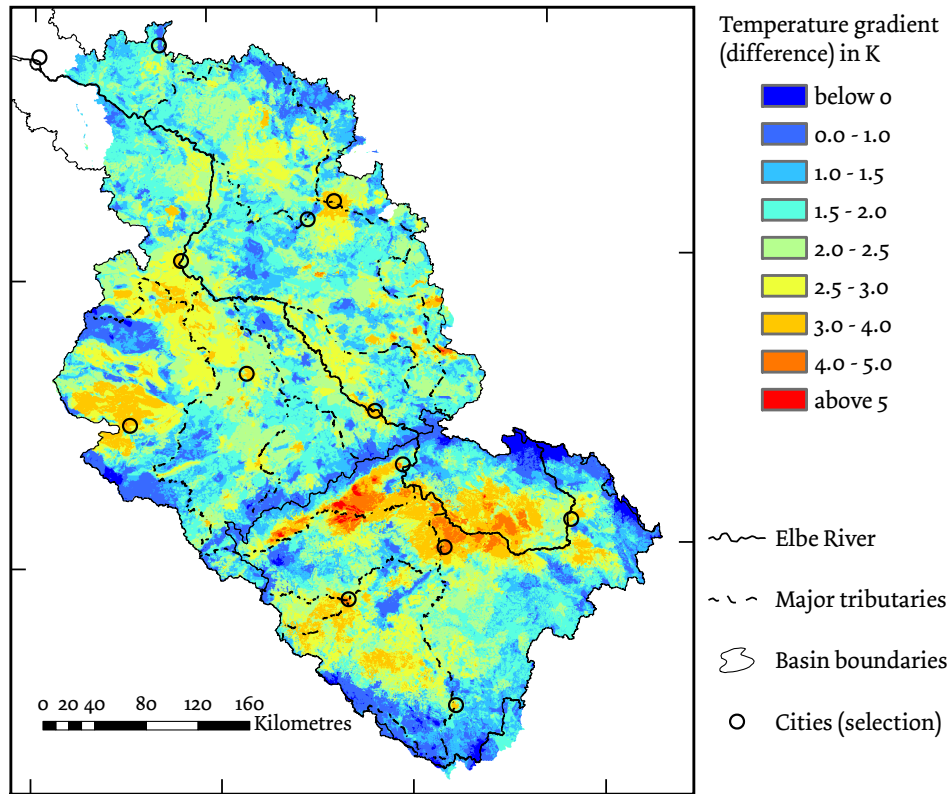 Temperature gradient
(difference) in K
below 0
0.0 - 1.0
1.0 - 1.5
1.5 - 2.0
2.0 - 2.5
2.5 - 3.0
3.0 - 4.0
4.0 - 5.0
above 5
Elbe River
Major tributaries
Basin boundaries
Cities (selection)
0 20 40 80 120 160
Kilometres